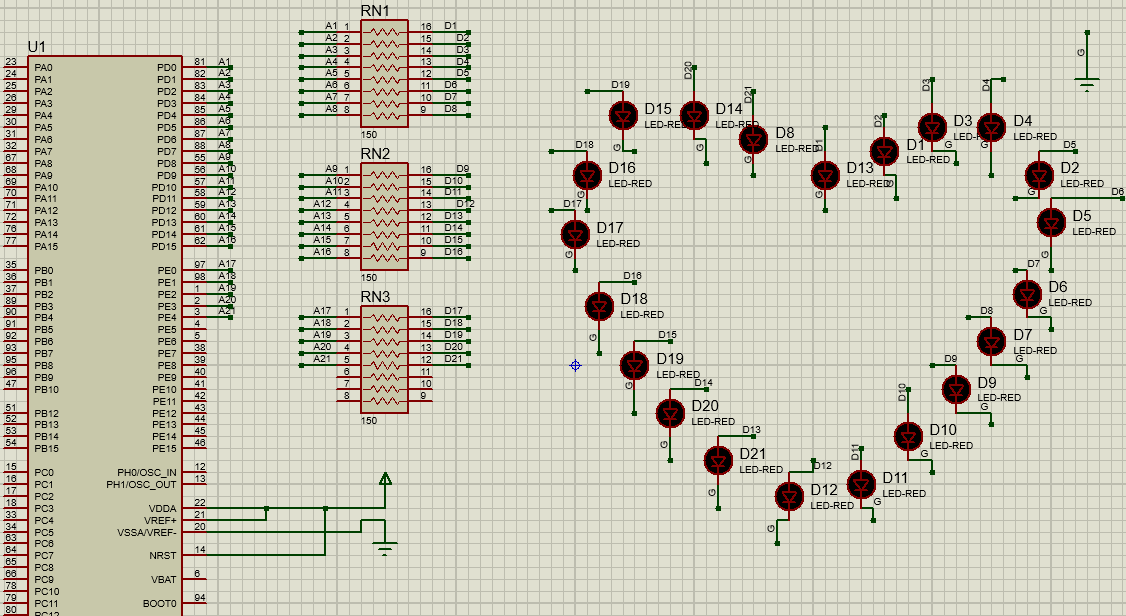 U1
23 PA0 PD0 81 A1
24 PA1 PD1 82 A2
25 PA2 PD2 83 A3
26 PA3 PD3 84 A4
29 PA4 PD4 85 A5
30 PA5 PD5 86 A6
31 PA6 PD6 87 A7
32 PA7 PD7 88 A8
67 PA8 PD8 55 A9
68 PA9 PD9 56 A10
69 PA10 PD10 57 A11
70 PA11 PD11 58 A12
71 PA12 PD12 59 A13
72 PA13 PD13 60 A14
76 PA14 PD14 61 A15
77 PA15 PD15 62 A16
35 PB0 PE0 97 A17
36 PB1 PE1 98 A18
37 PB2 PE2 1 A19
89 PB3 PE3 2 A20
90 PB4 PE4 3 A21
91 PB5 PE5 4
92 PB6 PE6 5
93 PB7 PE7 38
95 PB8 PE8 39
96 PB9 PE9 40
47 PB10 PE10 41
PE11 42
51 PB12 PE12 43
52 PB13 PE13 44
53 PB14 PE14 45
54 PB15 PE15 46
15 PC0 PH0/OSC_IN 12
16 PC1 PH1/OSC_OUT 13
17 PC2
18 PC3 VDDA 22
33 PC4 VREF+ 21
34 PC5 VSSA/VREF- 20
63 PC6
64 PC7 NRST 14
65 PC8
66 PC9 VBAT 6
78 PC10
79 PC11 BOOT0 94
80 PC12
RN1
A1 1 16 D1
A2 2 15 D2
A3 3 14 D3
A4 4 13 D4
A5 5 12 D5
A6 6 11 D6
A7 7 10 D7
A8 8 9 D8
150
RN2
A9 1 16 D9
A10 2 15 D10
A11 3 14 D11
A12 4 13 D12
A13 5 12 D13
A14 6 11 D14
A15 7 10 D15
A16 8 9 D16
150
RN3
A17 1 16 D17
A18 2 15 D18
A19 3 14 D19
A20 4 13 D20
A21 5 12 D21
6 11
7 10
8 9
150
D19 D15 LED-RED G
D20 D14 LED-RED G
D21 D8 LED-RED G
D1 D13 LED-RED G
D2 D1 LED-RED G
D3 D3 LED-RED G
D4 D4 LED-RED G
G
D18 D16 LED-RED G
D5 D2 LED-RED G
D17 D17 LED-RED G
D6 D5 LED-RED G
D16 D18 LED-RED G
D7 D6 LED-RED G
D15 D19 LED-RED G
D8 D7 LED-RED G
D14 D20 LED-RED G
D9 D9 LED-RED G
D13 D21 LED-RED G
D10 D10 LED-RED G
D12 D12 LED-RED G
D11 D11 LED-RED G